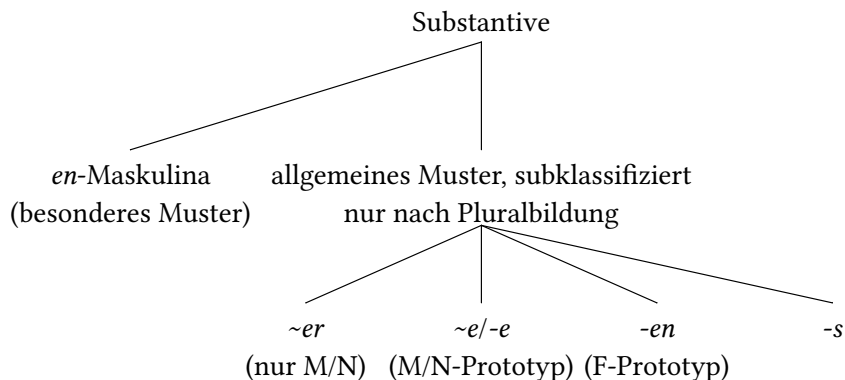 Substantive
en-Maskulina allgemeines Muster, subklassifiziert
(besonderes Muster) nur nach Pluralbildung
~er ~e/-e -en -s
(nur M/N) (M/N-Prototyp) (F-Prototyp)